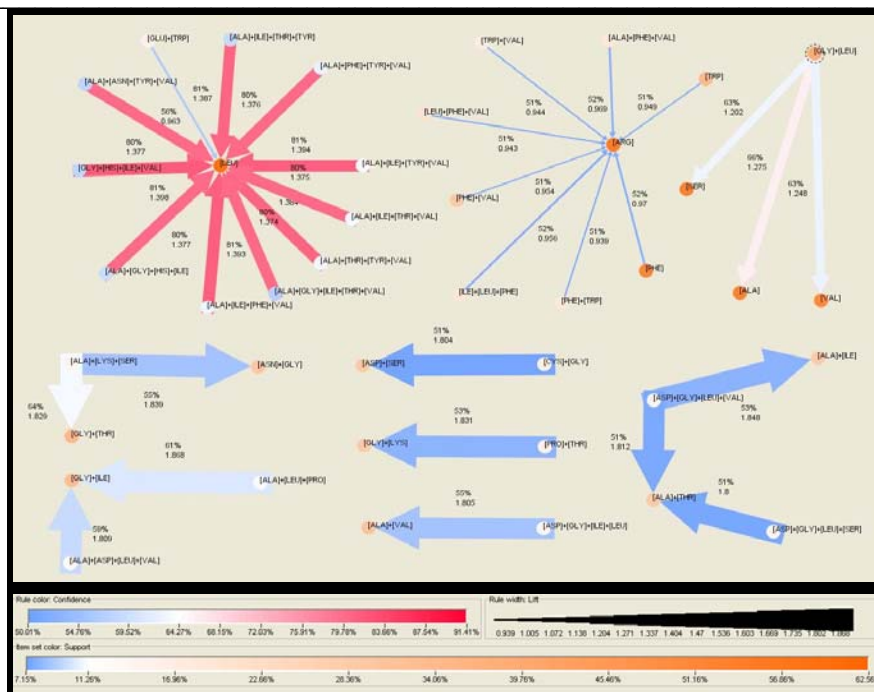 [GLU]+[TRP]
[ALA]+[ILE]+[THR]+[TYR]
[TRP]+[VAL]
[ALA]+[PHE]+[VAL]
[GLY]+[LEU]
[ALA]+[ASN]+[TYR]+[VAL]
81%
1.387
80%
1.376
[ALA]+[PHE]+[TYR]+[VAL]
[TRP]
56%
0.963
51%
0.944
52%
0.969
51%
0.949
63%
1.202
[LEU]+[PHE]+[VAL]
80%
1.377
81%
1.394
51%
0.943
[ARG]
[GLY]+[HIS]+[ILE]+[VAL]
[LEU]
80%
1.375
[ALA]+[ILE]+[TYR]+[VAL]
[SER]
66%
1.275
63%
1.248
81%
1.398
80%
1.374
[PHE]+[VAL]
51%
0.954
52%
0.97
[ALA]+[ILE]+[THR]+[VAL]
80%
1.377
81%
1.393
52%
0.956
51%
0.939
[ALA]+[GLY]+[HIS]+[ILE]
[ALA]+[THR]+[TYR]+[VAL]
[PHE]
[ALA]+[GLY]+[ILE]+[THR]+[VAL]
[ILE]+[LEU]+[PHE]
[PHE]+[TRP]
[ALA]
[VAL]
[ALA]+[ILE]+[PHE]+[VAL]
[ALA]+[LYS]+[SER]
[ASN]+[GLY]
51%
1.804
[ASP]+[SER]
[CYS]+[GLY]
[ALA]+[ILE]
64%
1.829
55%
1.839
[ASP]+[GLY]+[LEU]+[VAL]
53%
1.848
[GLY]+[THR]
53%
1.831
[GLY]+[LYS]
[PRO]+[THR]
51%
1.812
61%
1.868
[GLY]+[ILE]
[ALA]+[LEU]+[PRO]
[ALA]+[THR]
51%
1.8
59%
1.809
55%
1.805
[ALA]+[VAL]
[ASP]+[GLY]+[ILE]+[LEU]
[ASP]+[GLY]+[LEU]+[SER]
[ALA]+[ASP]+[LEU]+[VAL]
Rule color: Confidence
50.01% 54.76% 59.52% 64.27% 68.15% 72.03% 75.91% 79.78% 83.66% 87.54% 91.41%
Rule width: Lift
0.939 1.005 1.072 1.138 1.204 1.271 1.337 1.404 1.47 1.536 1.603 1.669 1.735 1.802 1.868
Item set color: Support
7.15% 11.26% 16.96% 22.66% 28.36% 34.06% 39.76% 45.46% 51.16% 56.86% 62.56